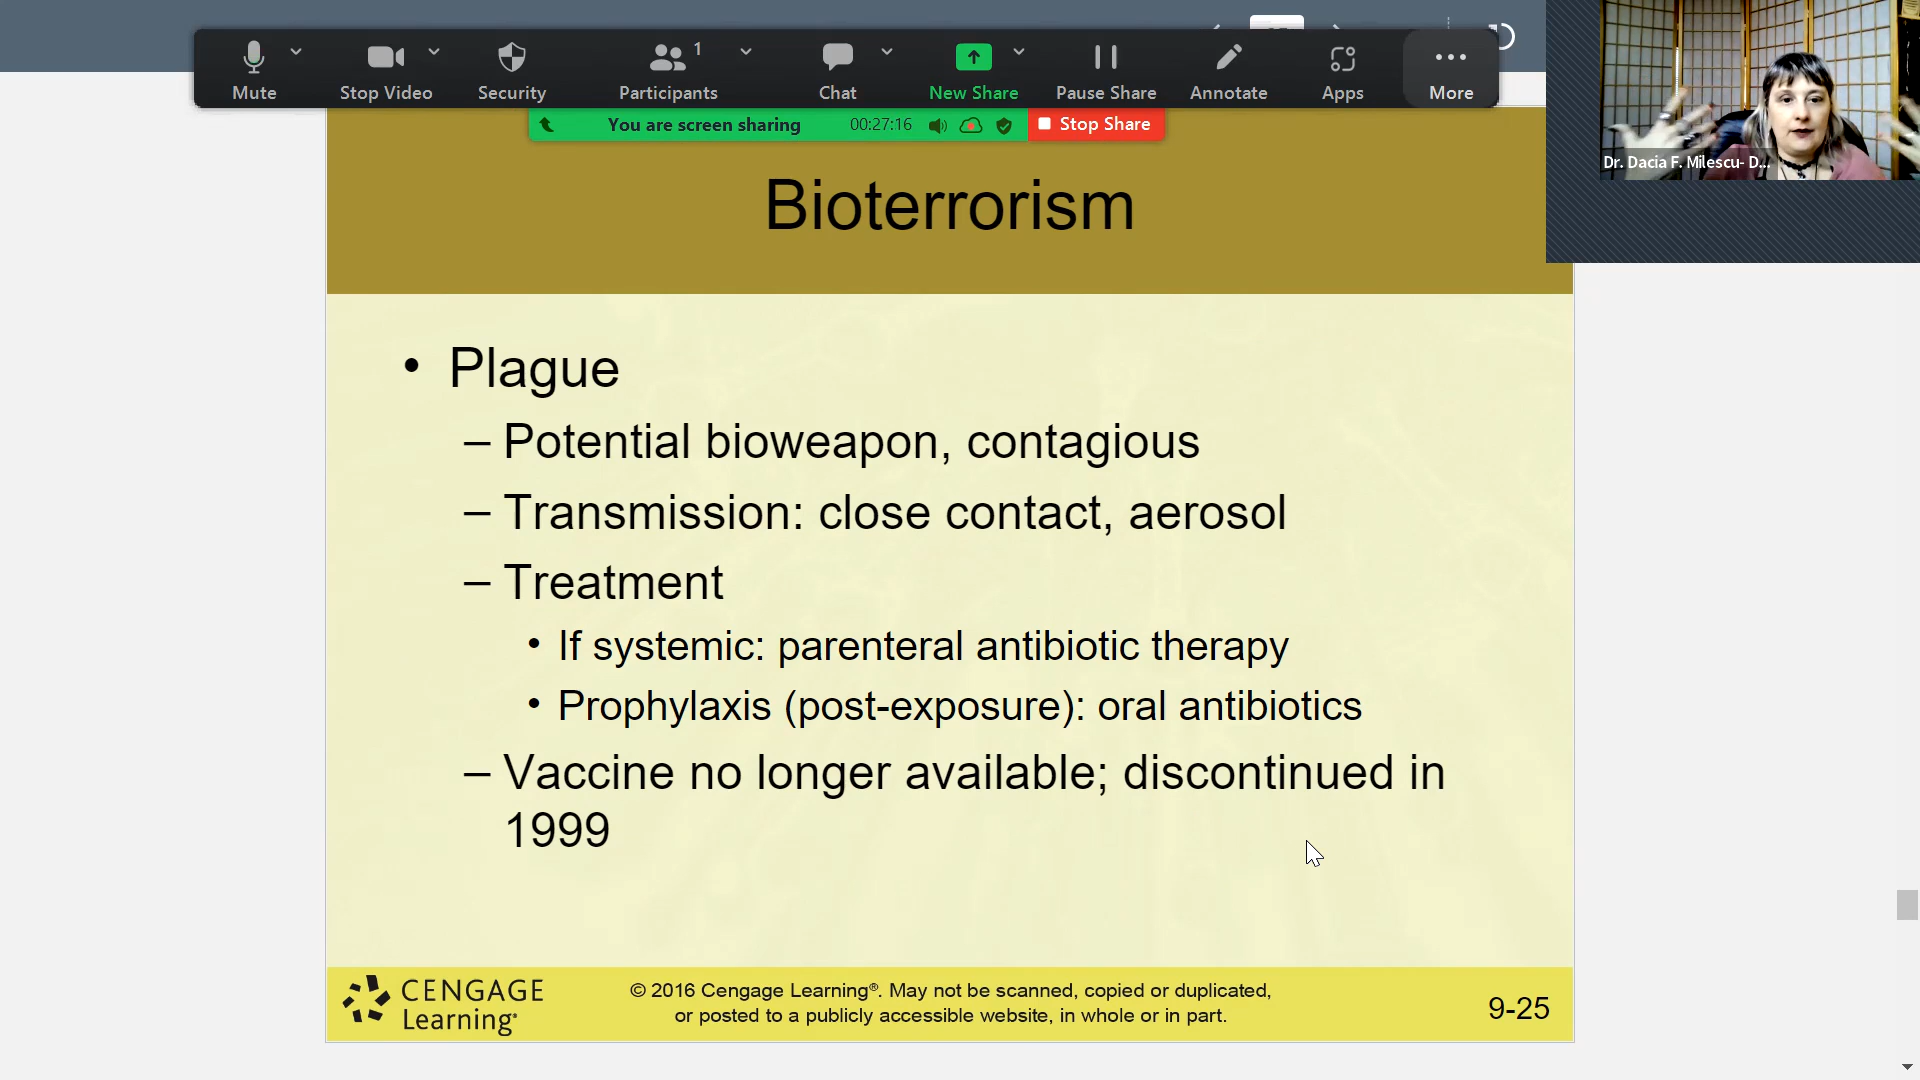 1
Mute
Stop Video
Security
Participants
Chat
New Share
Pause Share
Annotate
Apps
More
You are screen sharing
00:27:16
Stop Share
Dr. Dacia F. Milescu- D...
Bioterrorism
• Plague
– Potential bioweapon, contagious
– Transmission: close contact, aerosol
– Treatment
• If systemic: parenteral antibiotic therapy
• Prophylaxis (post-exposure): oral antibiotics
– Vaccine no longer available; discontinued in
1999
CENGAGE
Learning®
© 2016 Cengage Learning®. May not be scanned, copied or duplicated,
or posted to a publicly accessible website, in whole or in part.
9-25